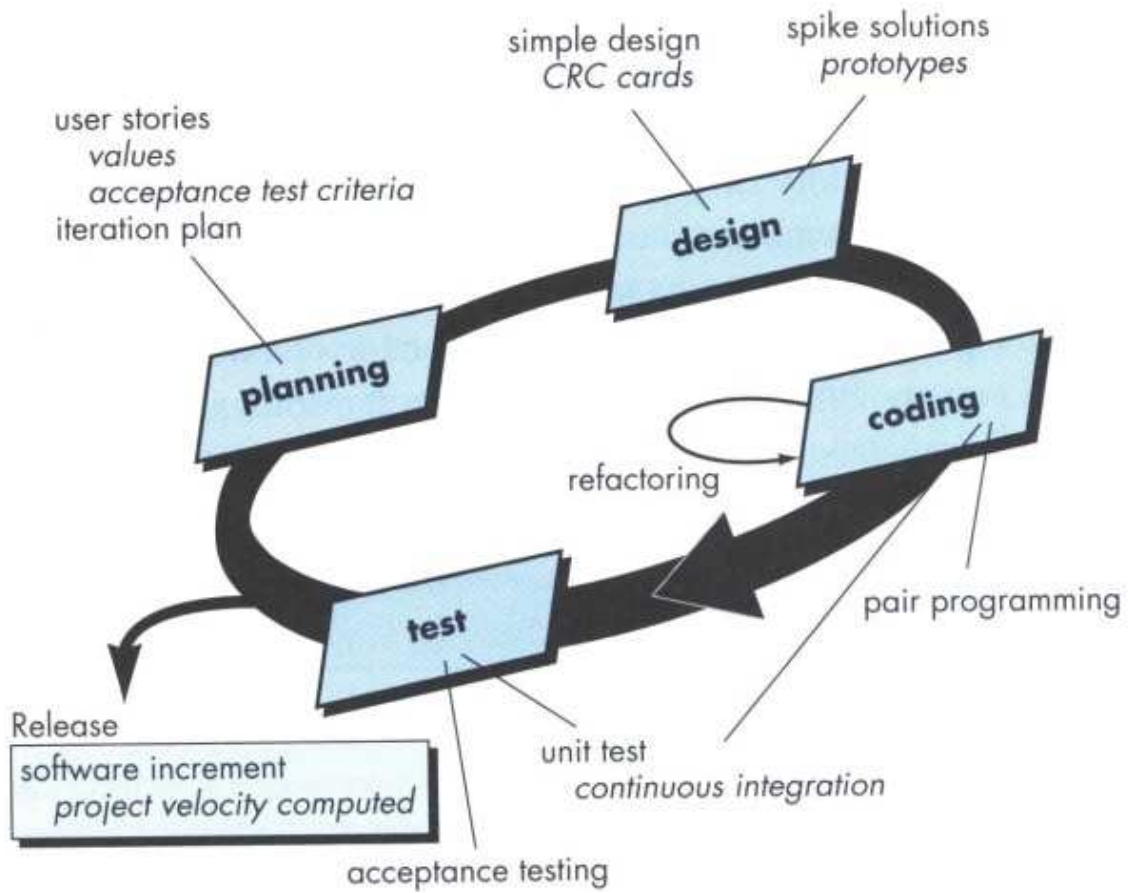 simple design
CRC cards
spike solutions
prototypes
user stories
values
acceptance test criteria
iteration plan
design
planning
coding
refactoring
test
pair programming
Release
software increment
project velocity computed
unit test
continuous integration
acceptance testing